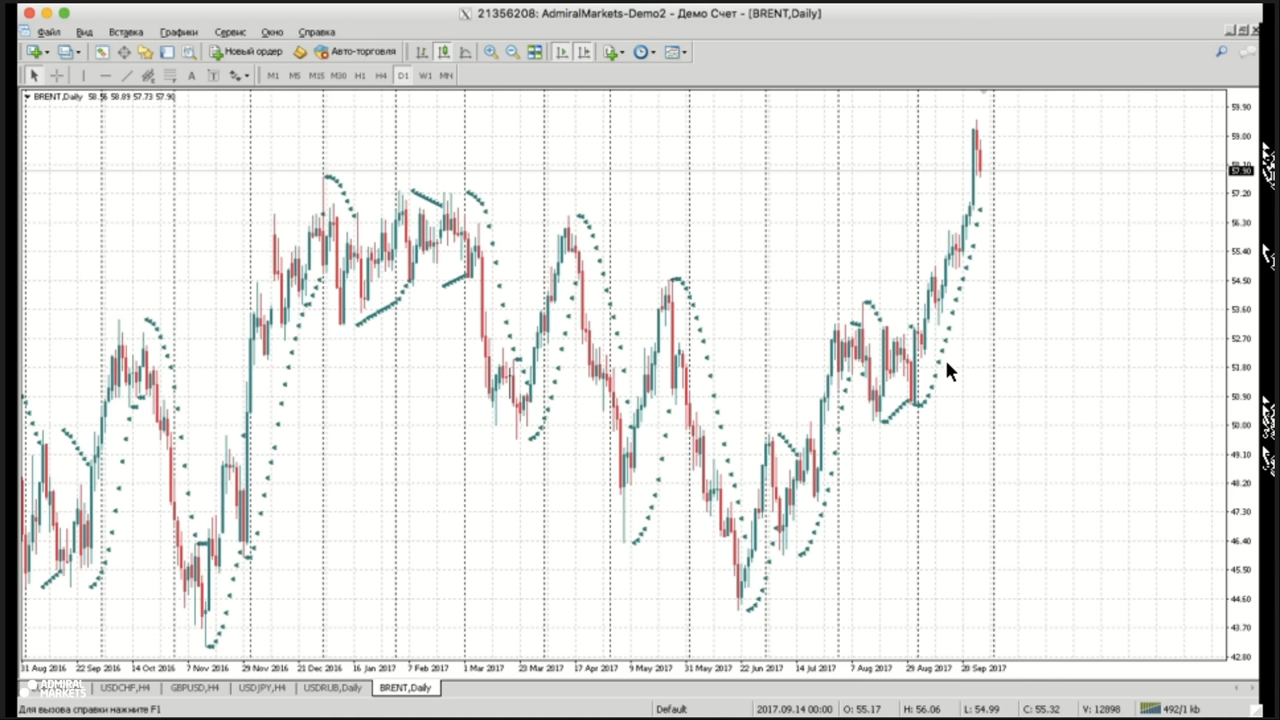 21356208: AdmiralMarkets-Demo2 - Демо Счет - [BRENT,Daily]
Файл Вид Вставка Графики Сервис Окно Справка
Новый ордер Авто-торговля
A T M1 M5 M15 M30 H1 H4 D1 W1 MN
BRENT,Daily 58.56 58.89 57.73 57.90
59.90
59.00
58.10
57.90
57.20
56.30
55.40
54.50
53.60
52.70
51.80
50.90
50.00
49.10
48.20
47.30
46.40
45.50
44.60
43.70
42.80
31 Aug 2016 22 Sep 2016 14 Oct 2016 7 Nov 2016 29 Nov 2016 21 Dec 2016 16 Jan 2017 7 Feb 2017 1 Mar 2017 23 Mar 2017 17 Apr 2017 9 May 2017 31 May 2017 22 Jun 2017 14 Jul 2017 7 Aug 2017 29 Aug 2017 20 Sep 2017
ADMIRAL
MARKETS
USDCHF,H4 GBPUSD,H4 USDJPY,H4 USDRUB,Daily BRENT,Daily
Для вызова справки нажмите F1 Default 2017.09.14 00:00 O: 55.17 H: 56.06 L: 54.99 C: 55.32 V: 12898 492/1 kb